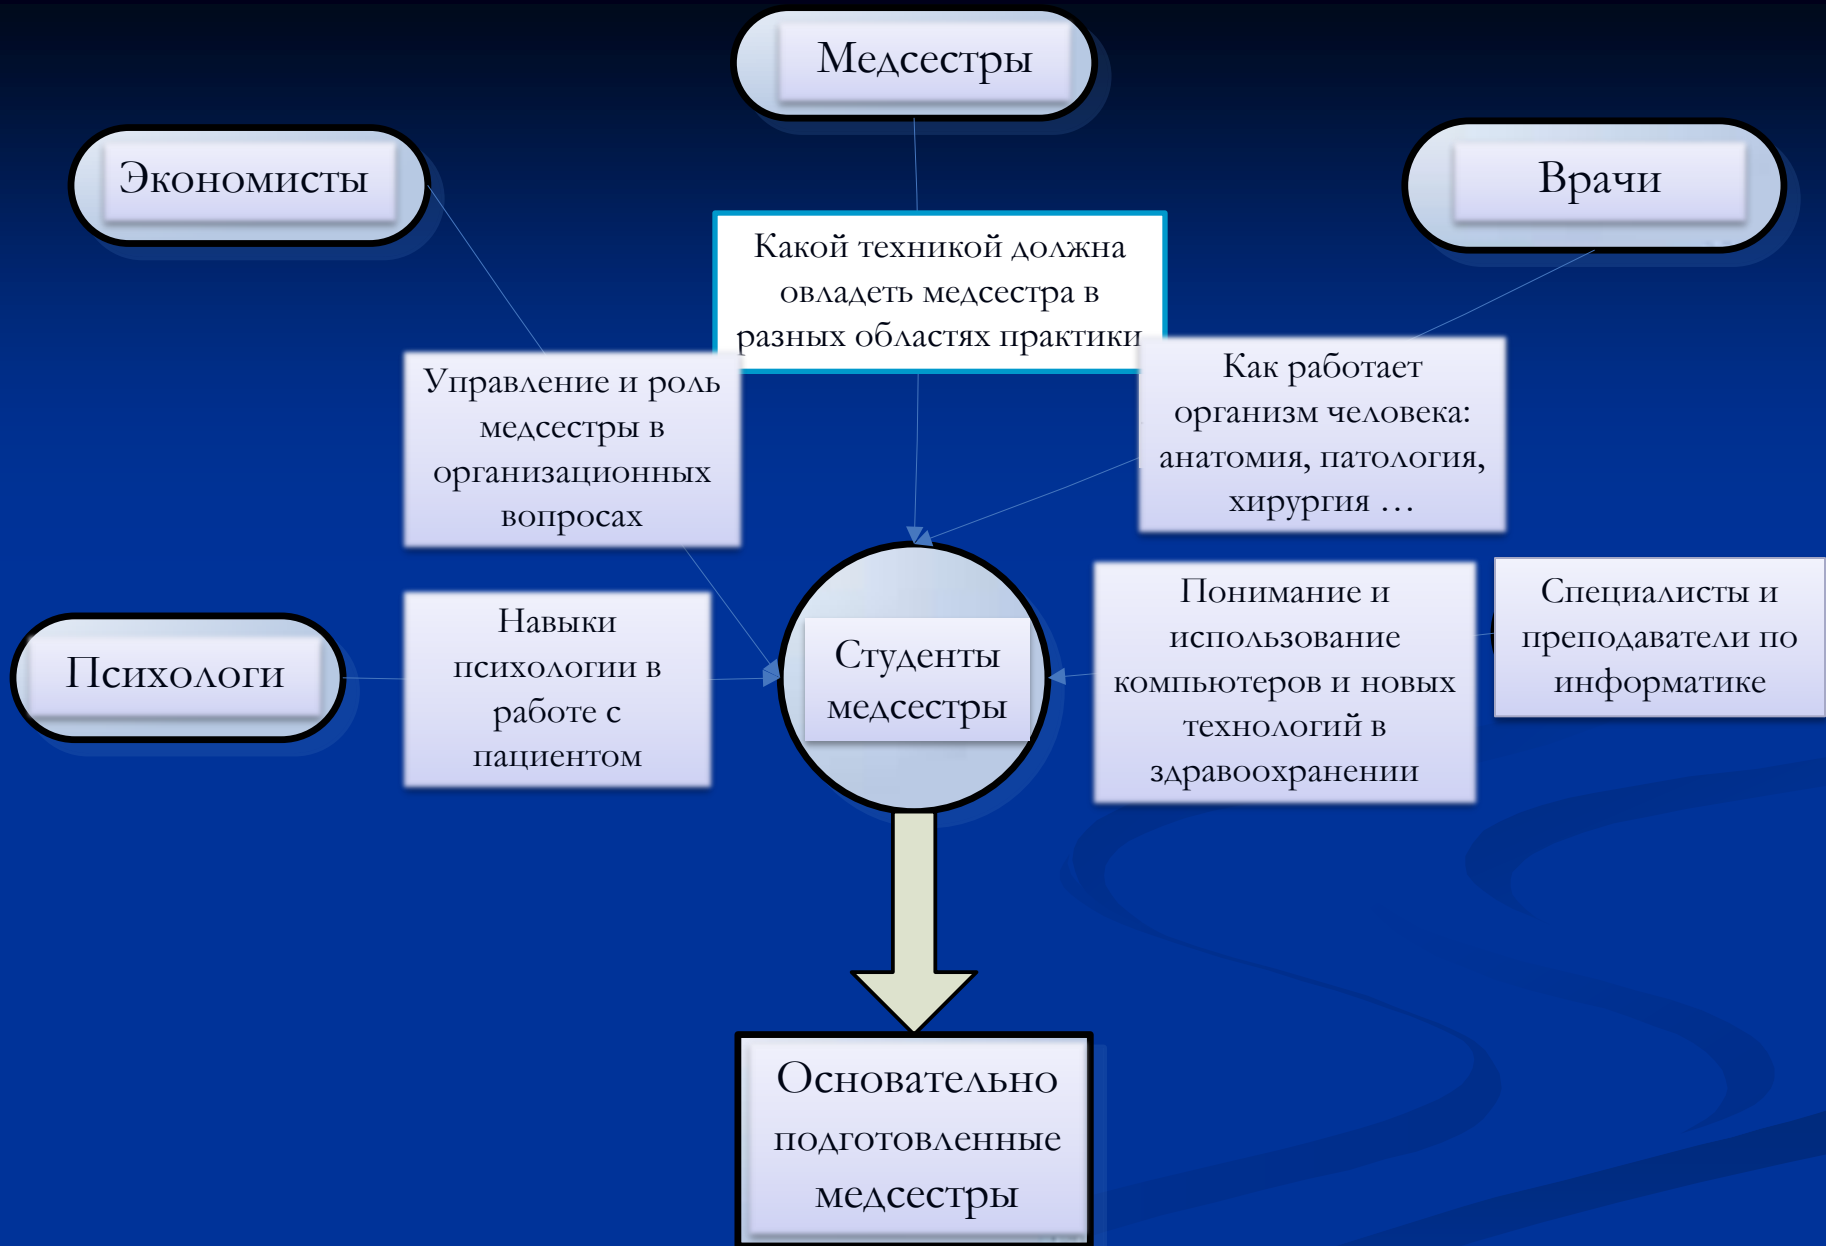 Медсестры
Экономисты
Врачи
Какой техникой должна
овладеть медсестра в
разных областях практики
Управление и роль
медсестры в
организационных
вопросах
Как работает
организм человека:
анатомия, патология,
хирургия …
Психологи
Навыки
психологии в
работе с
пациентом
Студенты
медсестры
Понимание и
использование
компьютеров и новых
технологий в
здравоохранении
Специалисты и
преподаватели по
информатике
Основательно
подготовленные
медсестры